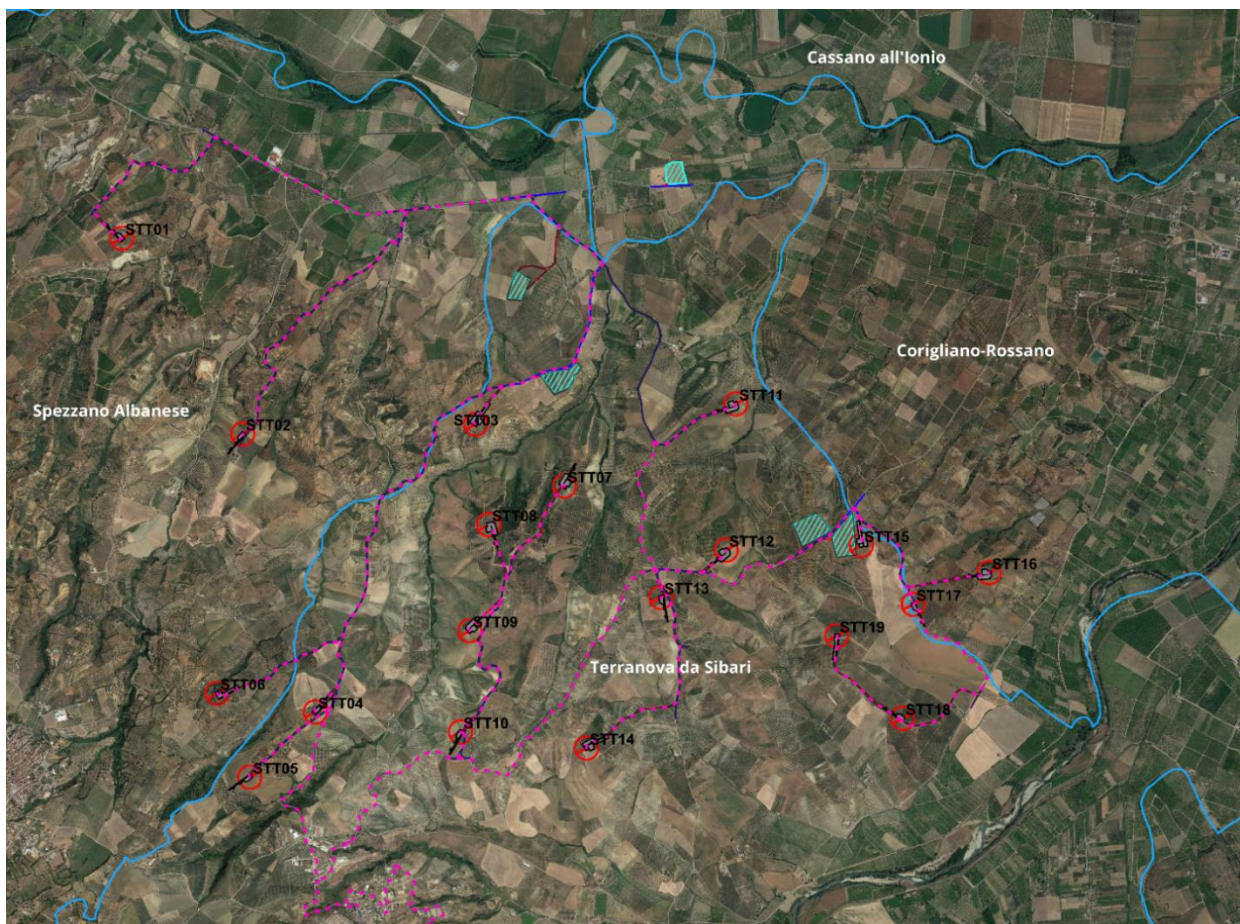 Cassano all'Ionio
STT01
Corigliano-Rossano
STT11
Spezzano Albanese
STT02
STT03
STT07
STT08
STT12
STT15
STT16
STT13
STT17
STT09
STT19
Terranova da Sibari
STT06
STT04
STT10
STT18
STT14
STT05